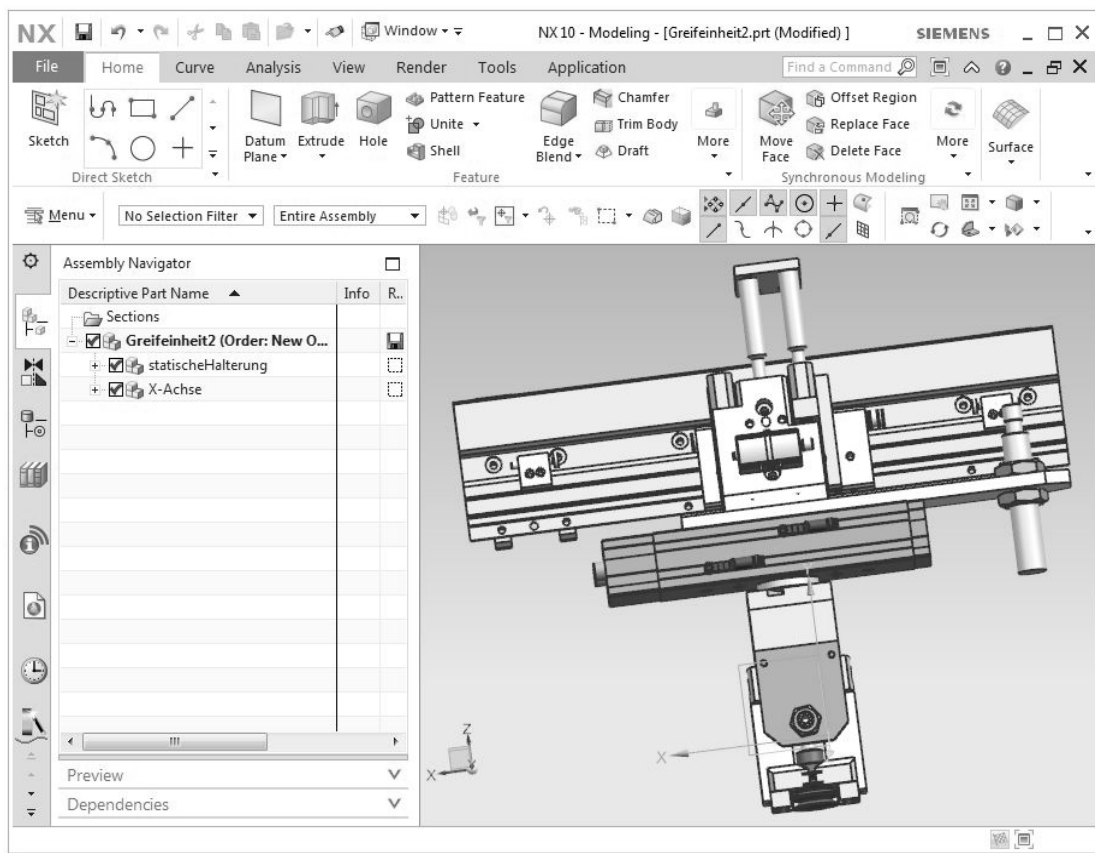 NX Window NX 10 - Modeling - [Greifeinheit2.prt (Modified) ] SIEMENS
File Home Curve Analysis View Render Tools Application Find a Command
Sketch
Direct Sketch
Datum Plane
Extrude
Hole
Pattern Feature
Unite
Shell
Edge Blend
Chamfer
Trim Body
Draft
More
Feature
Move Face
Offset Region
Replace Face
Delete Face
More
Synchronous Modeling
Surface
Menu No Selection Filter Entire Assembly
Assembly Navigator
Descriptive Part Name Info R..
Sections
Greifeinheit2 (Order: New O...
statischeHalterung
X-Achse
Z
X
X
Preview
Dependencies